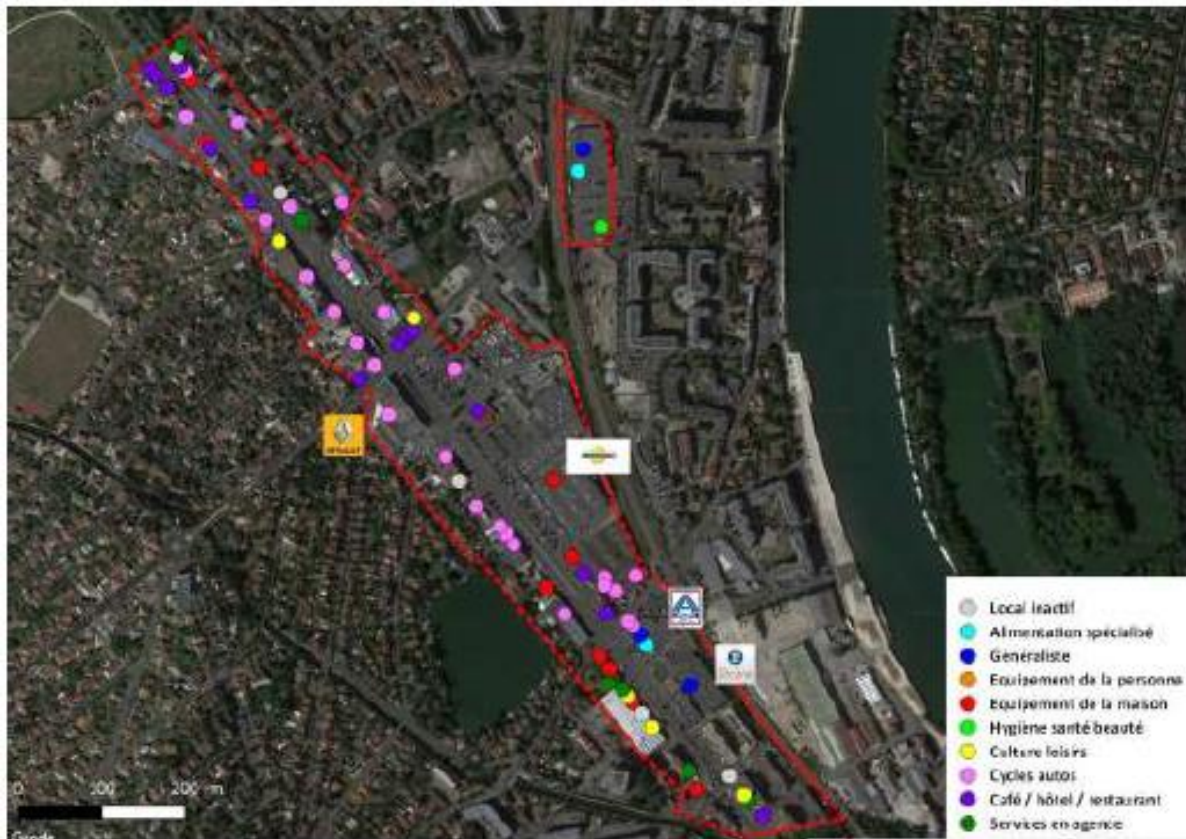 Local inactif
Alimentation spécialisé
Généraliste
Equipement de la personne
Equipement de la maison
Hygiène santé beauté
Culture loisirs
Cycles autos
Café / hôtel / restaurant
Services en agence
0 100 200 m